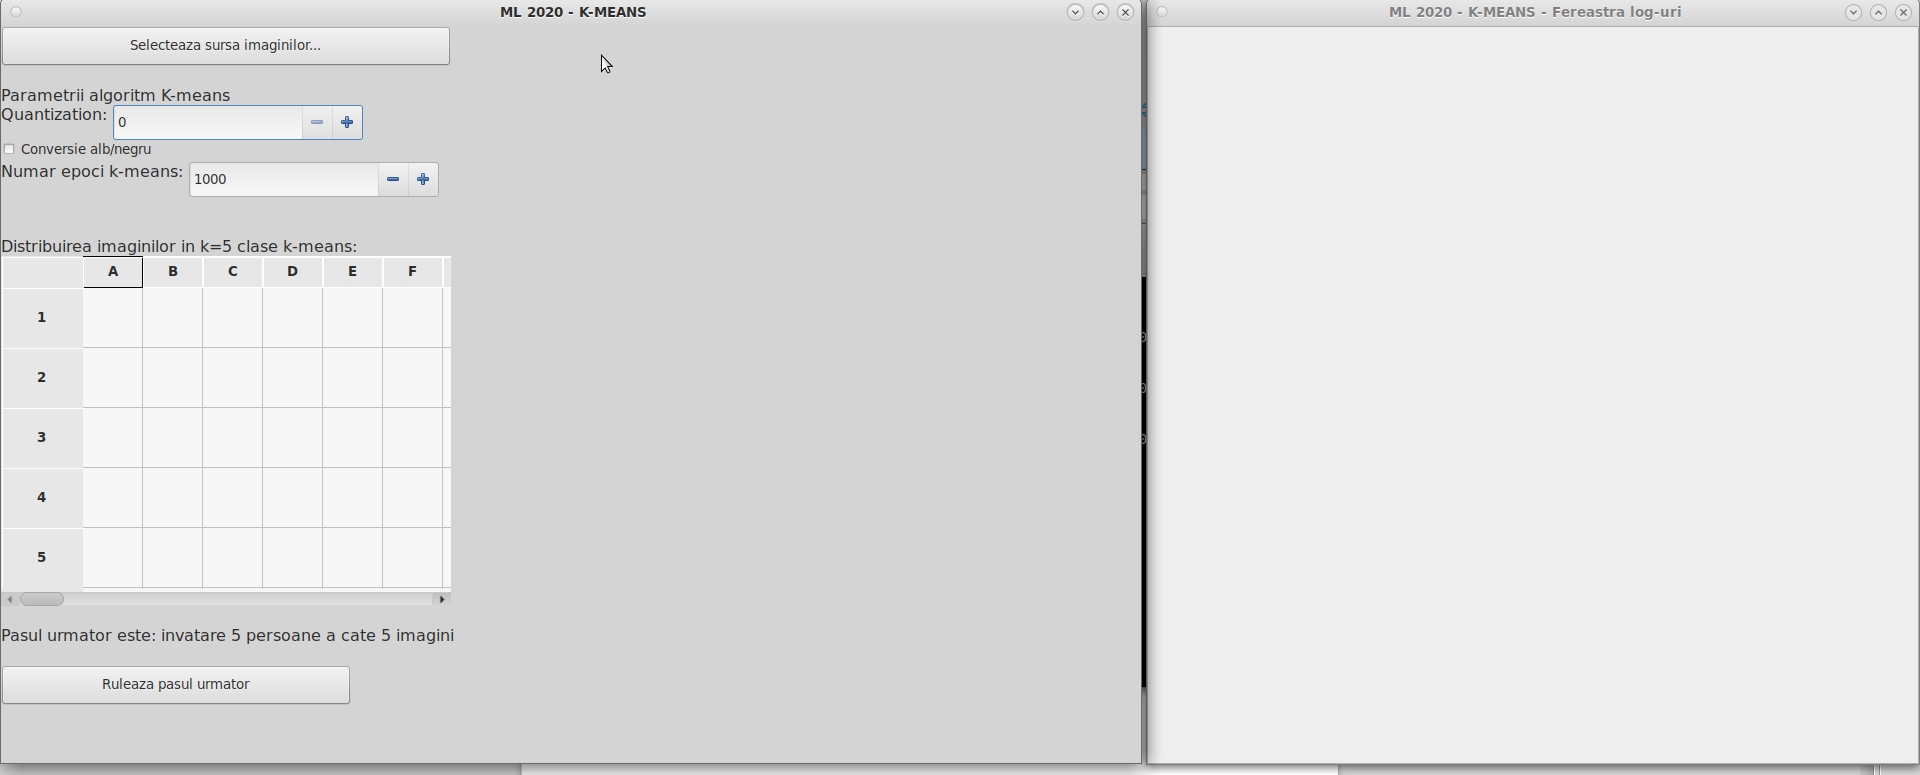 ML 2020 - K-MEANS
Selecteaza sursa imaginilor...
Parametrii algoritm K-means
Quantization: 0
Conversie alb/negru
Numar epoci k-means: 1000
Distribuirea imaginilor in k=5 clase k-means:
A B C D E F
1
2
3
4
5
Pasul urmator este: invatare 5 persoane a cate 5 imagini
Ruleaza pasul urmator
ML 2020 - K-MEANS - Fereastra log-uri